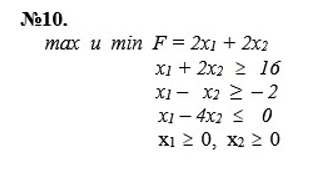 №10.
max и min F = 2x1 + 2x2
x1 + 2x2 ≥ 16
x1 – x2 ≥ – 2
x1 – 4x2 ≤ 0
x1 ≥ 0, x2 ≥ 0